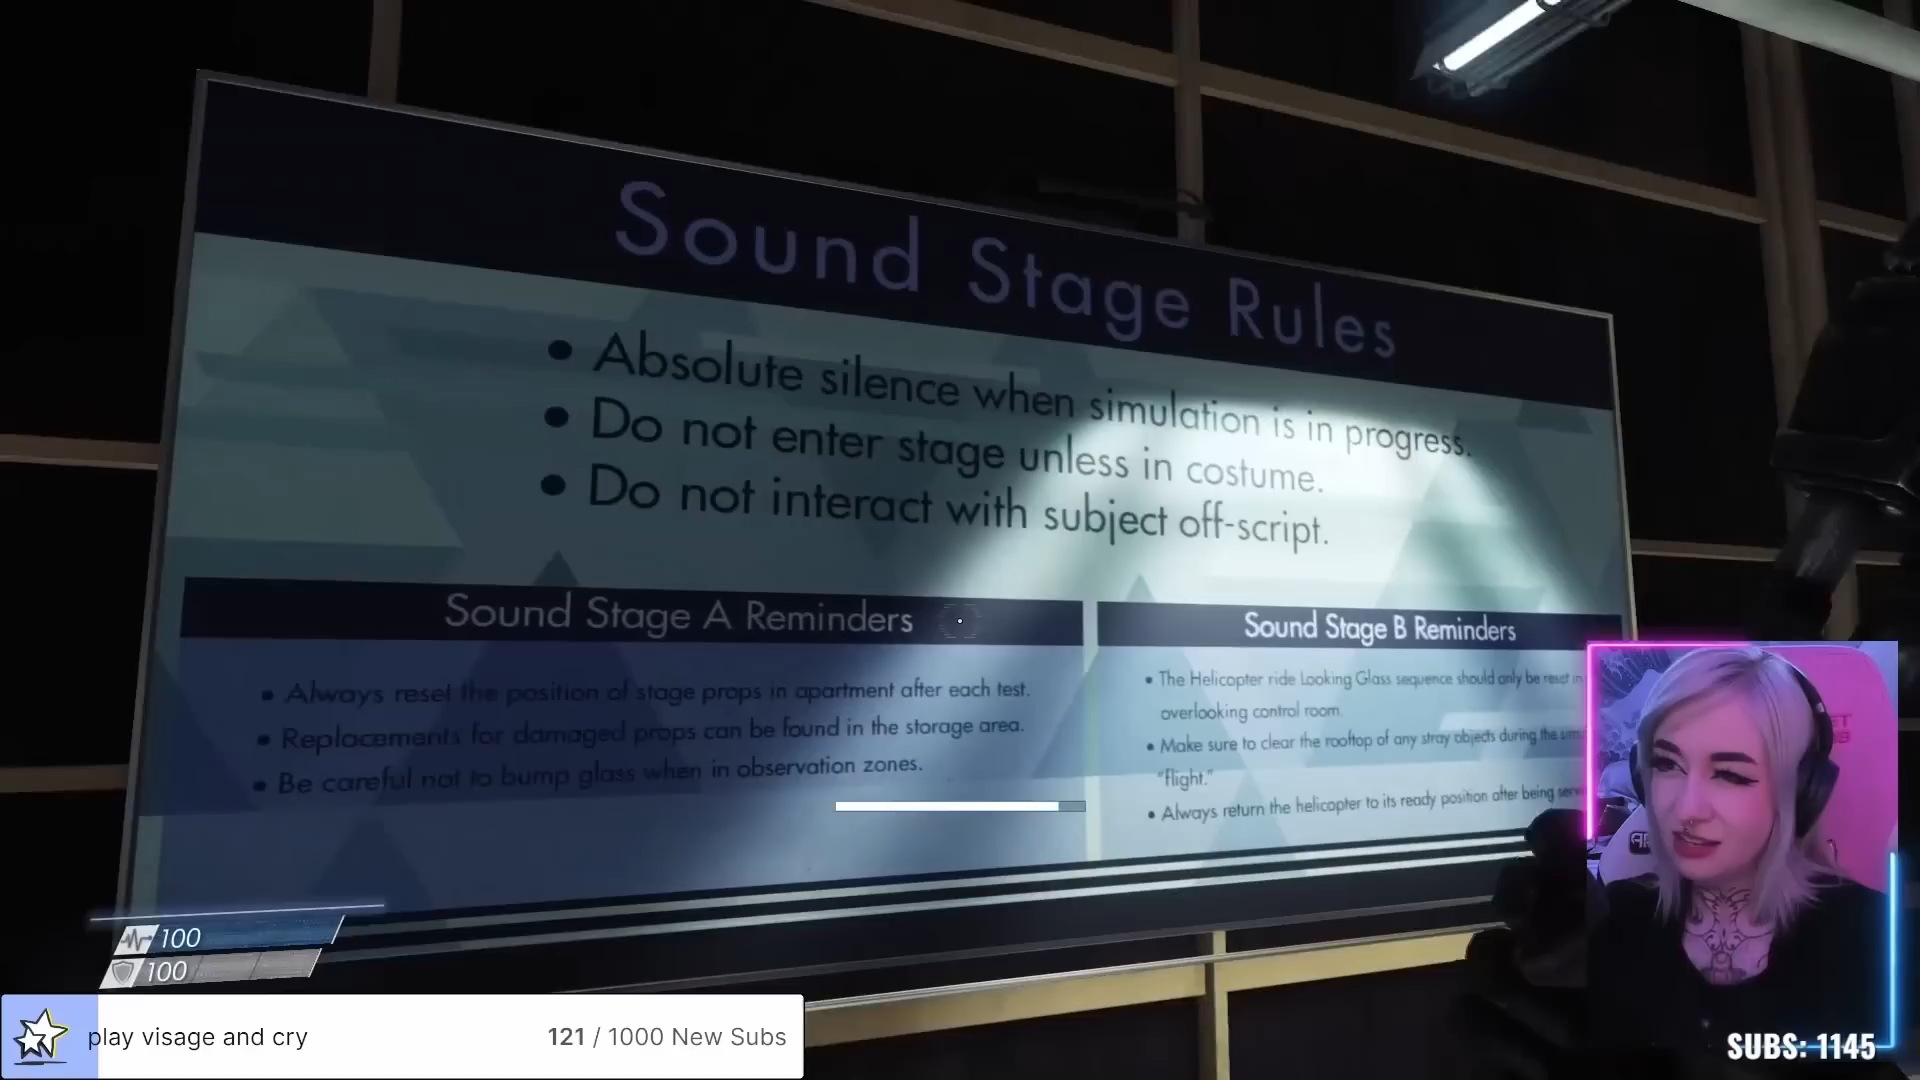 Sound Stage Rules
• Absolute silence when simulation is in progress.
• Do not enter stage unless in costume.
• Do not interact with subject off-script.
Sound Stage A Reminders
• Always reset the position of stage props in apartment after each test.
• Replacements for damaged props can be found in the storage area.
• Be careful not to bump glass when in observation zones.
Sound Stage B Reminders
• The Helicopter ride Looking Glass sequence should only be reset in
overlooking control room.
• Make sure to clear the rooftop of any stray objects during the
"flight."
• Always return the helicopter to its ready position after being
100
100
play visage and cry
121 / 1000 New Subs
SUBS: 1145